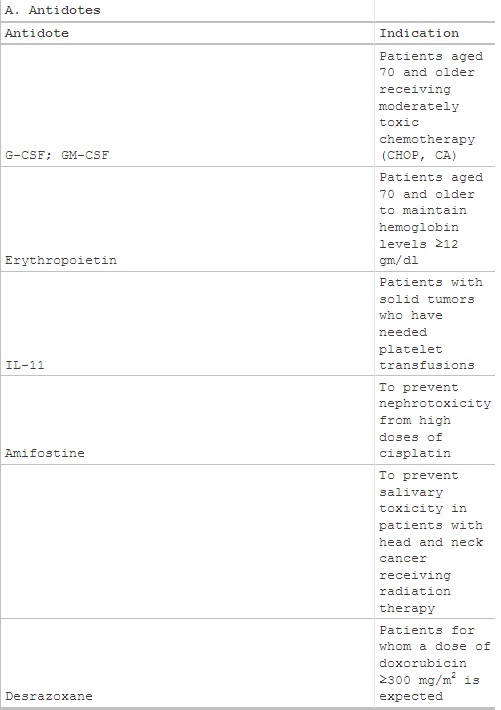 A. Antidotes
Antidote Indication
Patients aged
70 and older
receiving
moderately
toxic
chemotherapy
G-CSF; GM-CSF (CHOP, CA)
Patients aged
70 and older
to maintain
hemoglobin
levels ≥12
Erythropoietin gm/dl
Patients with
solid tumors
who have
needed
platelet
IL-11 transfusions
To prevent
nephrotoxicity
from high
doses of
Amifostine cisplatin
To prevent
salivary
toxicity in
patients with
head and neck
cancer
receiving
radiation
therapy
Patients for
whom a dose of
doxorubicin
≥300 mg/m² is
Desrazoxane expected